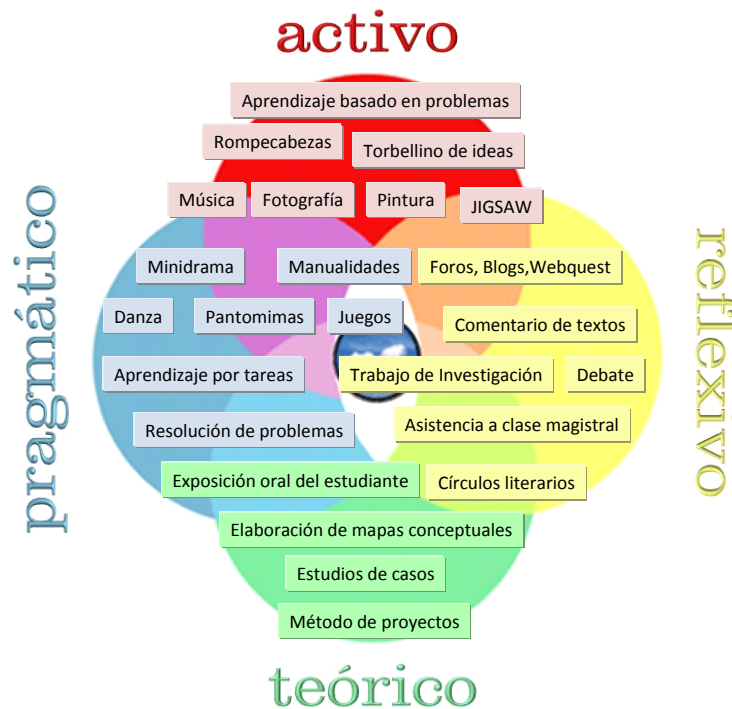 activo
Aprendizaje basado en problemas
Rompecabezas
Torbellino de ideas
Música
Fotografía
Pintura
JIGSAW
pragmático
reflexivo
Minidrama
Manualidades
Foros, Blogs,Webquest
Danza
Pantomimas
Juegos
Comentario de textos
Aprendizaje por tareas
Trabajo de Investigación
Debate
Resolución de problemas
Asistencia a clase magistral
Exposición oral del estudiante
Círculos literarios
Elaboración de mapas conceptuales
Estudios de casos
Método de proyectos
teórico